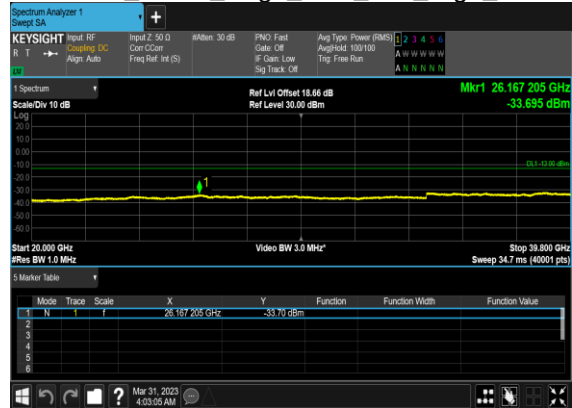 Spectrum Analyzer 1
Swept SA
+
KEYSIGHT Input: RF Input Z: 50 Ω #Atten: 30 dB PNO: Fast Avg Type: Power (RMS) 1 2 3 4 5 6
R T Coupling: DC Corr CCorr Gate: Off Avg|Hold: 100/100 A W W W W W
Align: Auto Freq Ref: Int (S) IF Gain: Low Trig: Free Run
Sig Track: Off A N N N N N
1 Spectrum Ref Lvl Offset 18.66 dB Mkr1 26.167 205 GHz
Scale/Div 10 dB Ref Level 30.00 dBm -33.695 dBm
Log
20.0
10.0
0.00
-10.0 DL1 -13.00 dBm
-20.0
-30.0 1
-40.0
-50.0
-60.0
Start 20.000 GHz Video BW 3.0 MHz* Stop 39.800 GHz
#Res BW 1.0 MHz Sweep 34.7 ms (40001 pts)
5 Marker Table
Mode Trace Scale X Y Function Function Width Function Value
1 N 1 f 26.167 205 GHz -33.70 dBm
2
3
4
5
6
? Mar 31, 2023
4:03:05 AM